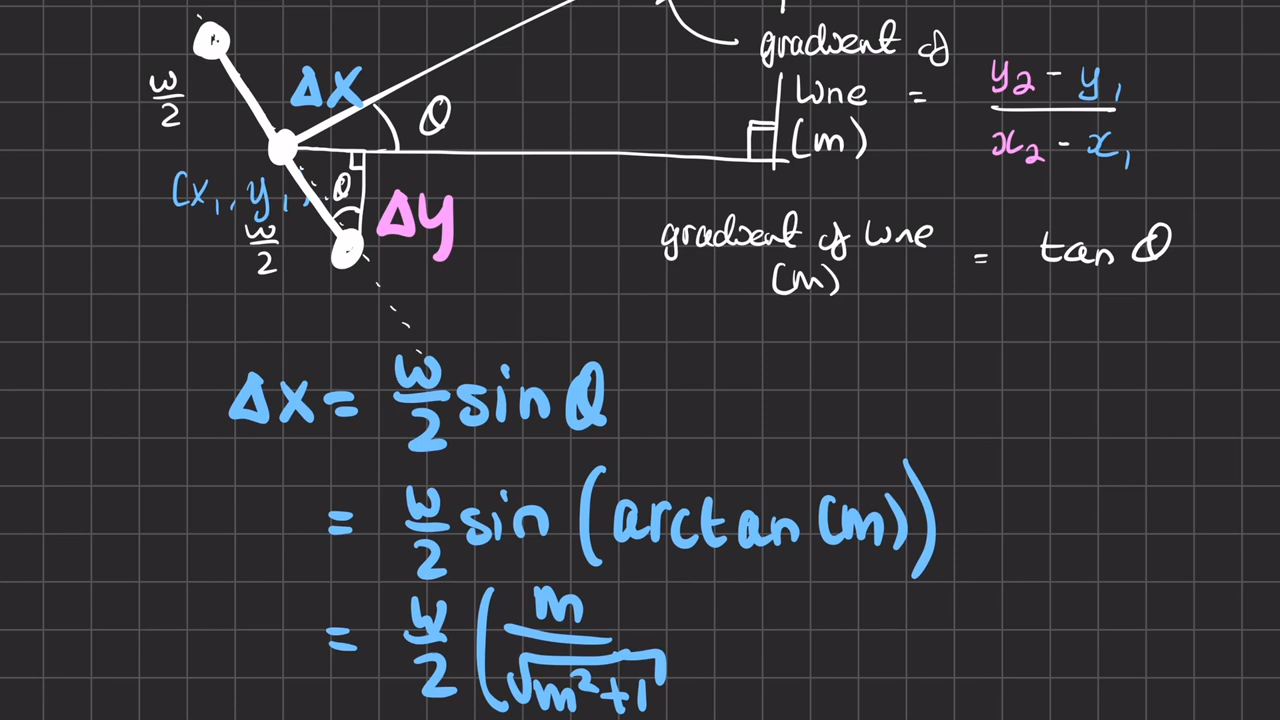 gradient of
line = y₂ - y₁ / x₂ - x₁
(m)
w/2
Δx
θ
(x₁, y₁)
θ
Δy
w/2
gradient of line = tan θ
(m)
Δx = w/2 sin θ
= w/2 sin (arctan(m))
= w/2 (m / √m²+1